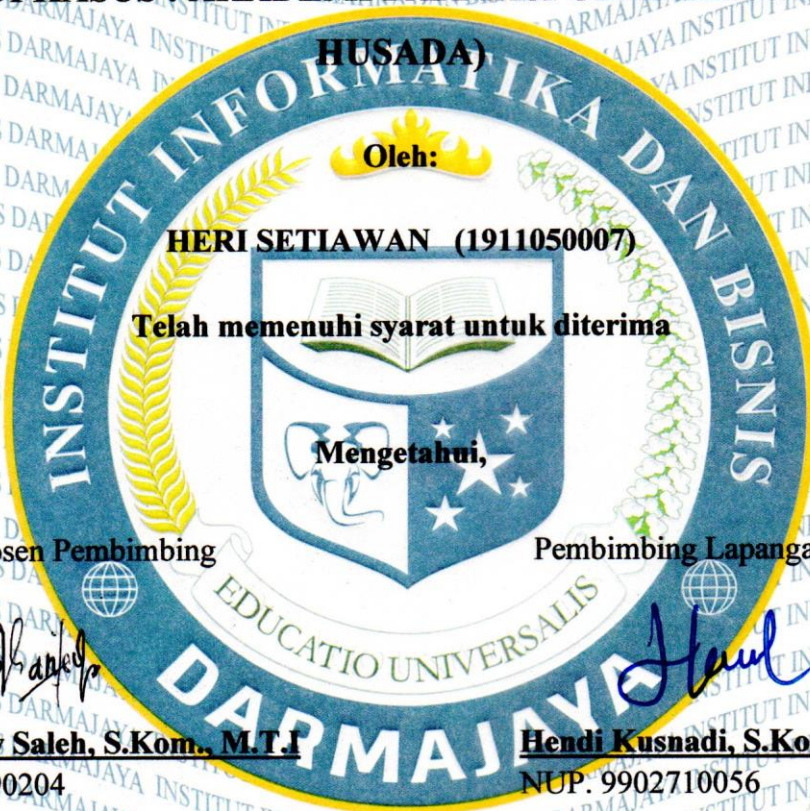 HUSADA)
Oleh:
HERI SETIAWAN (1911050007)
Telah memenuhi syarat untuk diterima
Mengetahui,
osen Pembimbing
Pembimbing Lapanga
Saleh, S.Kom., M.T.I
Hendi Kusnadi, S.Ko
90204
NUP. 9902710056
INSTITUT INFORMATIKA DAN BISNIS
EDUCATIO UNIVERSALIS
DARMAJAYA